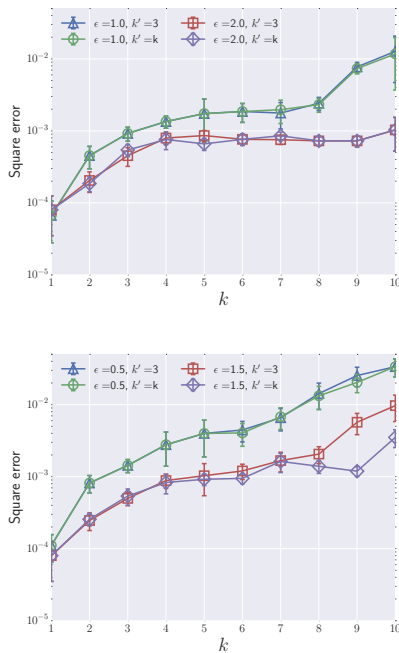 ϵ =1.0, k′ =3 ϵ =2.0, k′ =3
ϵ =1.0, k′ =k ϵ =2.0, k′ =k
10⁻²
10⁻³
10⁻⁴
10⁻⁵
Square error
1 2 3 4 5 6 7 8 9 10
k
ϵ =0.5, k′ =3 ϵ =1.5, k′ =3
ϵ =0.5, k′ =k ϵ =1.5, k′ =k
10⁻²
10⁻³
10⁻⁴
10⁻⁵
Square error
1 2 3 4 5 6 7 8 9 10
k